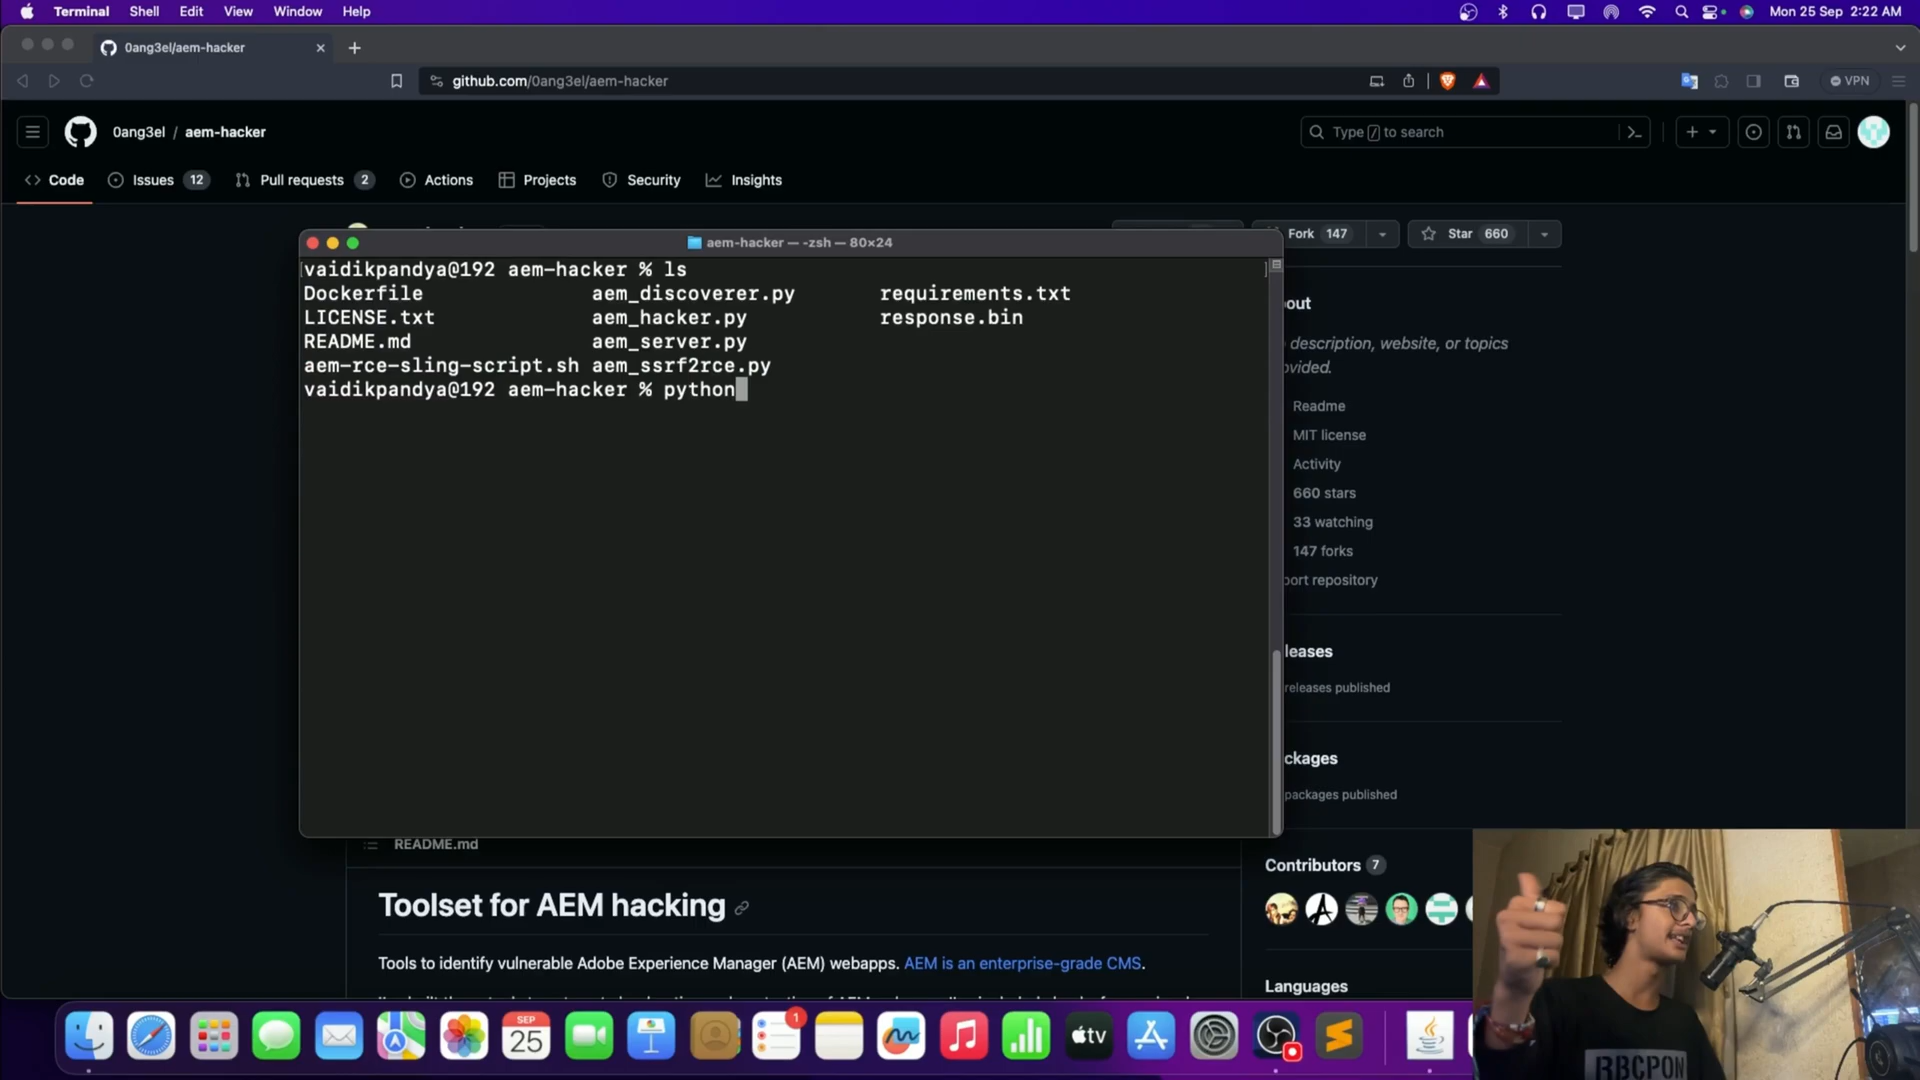 Terminal Shell Edit View Window Help Mon 25 Sep 2:22 AM
0ang3el/aem-hacker
github.com/0ang3el/aem-hacker VPN
0ang3el / aem-hacker Type / to search
Code Issues 12 Pull requests 2 Actions Projects Security Insights
Fork 147 Star 660
aem-hacker — -zsh — 80×24
vaidikpandya@192 aem-hacker % ls
Dockerfile aem_discoverer.py requirements.txt
LICENSE.txt aem_hacker.py response.bin
README.md aem_server.py
aem-rce-sling-script.sh aem_ssrf2rce.py
vaidikpandya@192 aem-hacker % python
out
description, website, or topics
vided.
Readme
MIT license
Activity
660 stars
33 watching
147 forks
ort repository
leases
releases published
ckages
packages published
README.md
Contributors 7
Toolset for AEM hacking
Tools to identify vulnerable Adobe Experience Manager (AEM) webapps. AEM is an enterprise-grade CMS.
Languages
SEP
25
1
tv
RBCPON